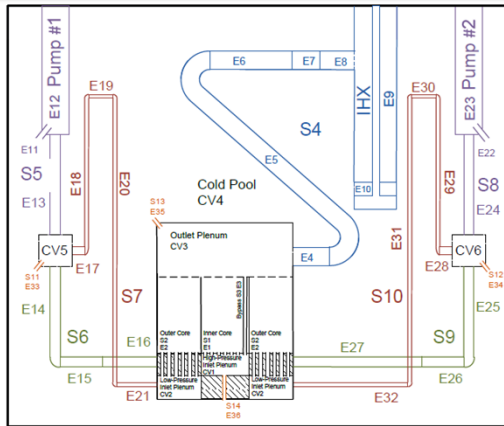 Pump #1
E12
E11
S5
E13
CV5
S11
E33
E14
E17
E18
E19
E20
S7
S6
E15
E16
E21
Cold Pool
CV4
S13
E35
Outlet Plenum
CV3
Outer Core
S2
E2
Inner Core
S1
E1
Bypass S3 E3
Outer Core
S2
E2
High-Pressure
Inlet Plenum
CV1
Low-Pressure
Inlet Plenum
CV2
Low-Pressure
Inlet Plenum
CV2
S14
E36
E4
E5
E6
E7
E8
S4
IHX
E9
E10
E30
E29
E31
E28
S10
E27
E32
Pump #2
E23
E22
S8
E24
CV6
S12
E34
E25
S9
E26